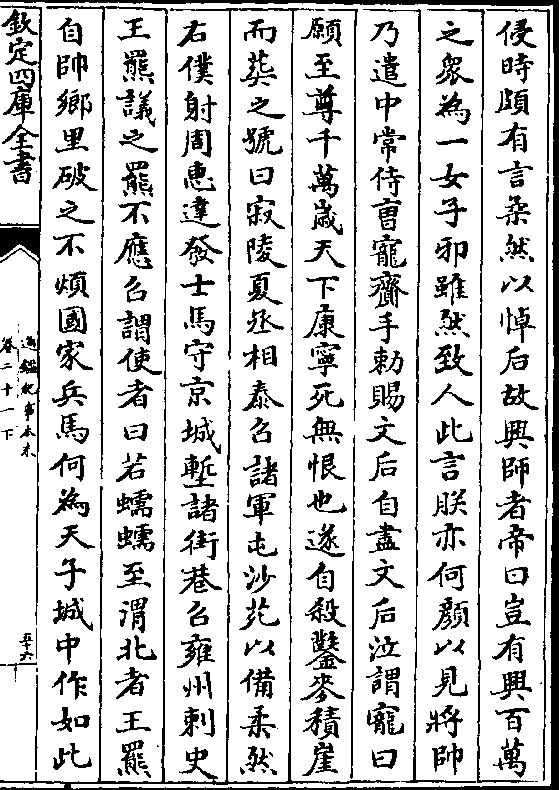 侵時頗有言柔然以悼后故興師者帝曰豈有興百萬
之衆為一女子邪雖然致人此言朕亦何顔以見將帥
乃遣中常侍曹寵齎手勅賜文后自盡文后泣謂寵曰
願至尊千萬歲天下康寧死無恨也遂自殺鑿麥積崖
而葬之號曰寂陵夏丞相泰召諸軍屯沙苑以備柔然
右僕射周惠達發士馬守京城塹諸街巷召雍州刺史
王羆議之羆不應召謂使者曰若蠕蠕至渭北者王羆
自帥鄉里破之不煩國家兵馬何為天子城中作如此
欽定四庫全書
通鑑紀事本末
卷二十一下
五十六